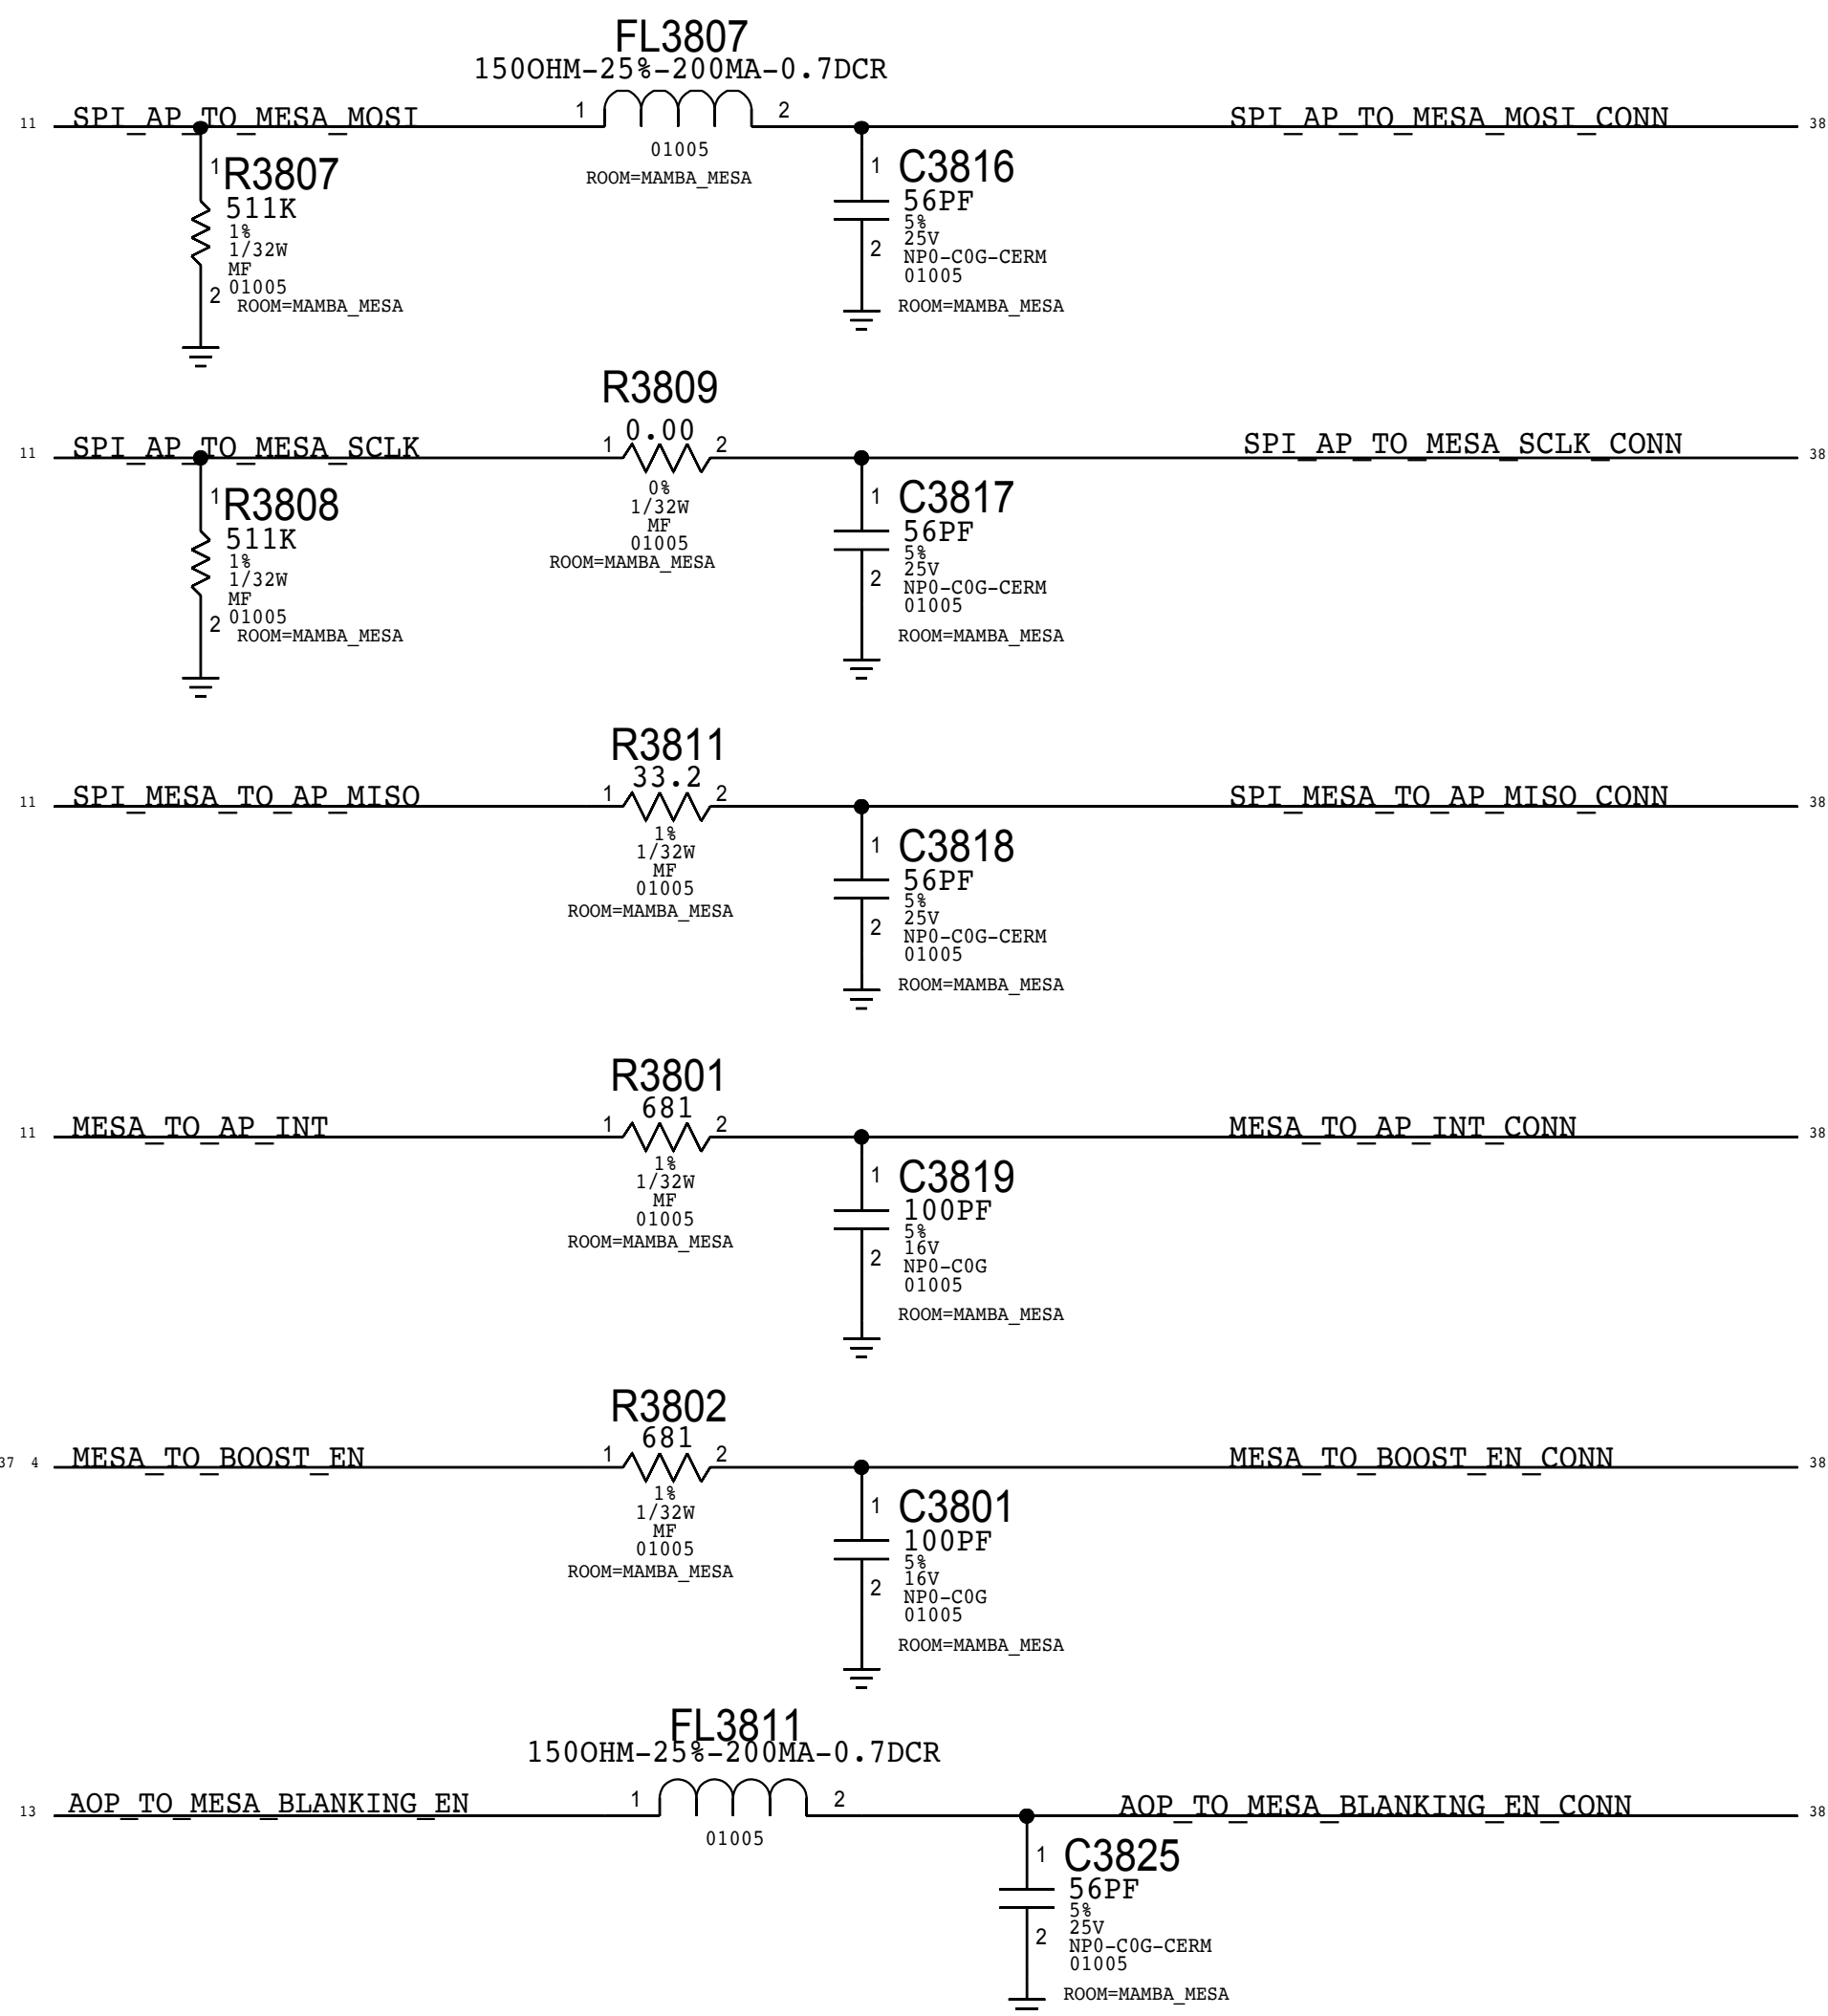 FL3807
150OHM-25%-200MA-0.7DCR
11 SPI_AP_TO_MESA_MOSI 1 2 SPI_AP_TO_MESA_MOSI_CONN 38
01005
ROOM=MAMBA_MESA
1 R3807
511K
1%
1/32W
MF
2 01005
ROOM=MAMBA_MESA
1 C3816
56PF
5%
25V
2 NP0-C0G-CERM
01005
ROOM=MAMBA_MESA
R3809
0.00
11 SPI_AP_TO_MESA_SCLK 1 2 SPI_AP_TO_MESA_SCLK_CONN 38
0%
1/32W
MF
01005
ROOM=MAMBA_MESA
1 R3808
511K
1%
1/32W
MF
2 01005
ROOM=MAMBA_MESA
1 C3817
56PF
5%
25V
2 NP0-C0G-CERM
01005
ROOM=MAMBA_MESA
R3811
33.2
11 SPI_MESA_TO_AP_MISO 1 2 SPI_MESA_TO_AP_MISO_CONN 38
1%
1/32W
MF
01005
ROOM=MAMBA_MESA
1 C3818
56PF
5%
25V
2 NP0-C0G-CERM
01005
ROOM=MAMBA_MESA
R3801
681
11 MESA_TO_AP_INT 1 2 MESA_TO_AP_INT_CONN 38
1%
1/32W
MF
01005
ROOM=MAMBA_MESA
1 C3819
100PF
5%
16V
2 NP0-C0G
01005
ROOM=MAMBA_MESA
R3802
681
37 4 MESA_TO_BOOST_EN 1 2 MESA_TO_BOOST_EN_CONN 38
1%
1/32W
MF
01005
ROOM=MAMBA_MESA
1 C3801
100PF
5%
16V
2 NP0-C0G
01005
ROOM=MAMBA_MESA
FL3811
150OHM-25%-200MA-0.7DCR
13 AOP_TO_MESA_BLANKING_EN 1 2 AOP_TO_MESA_BLANKING_EN_CONN 38
01005
1 C3825
56PF
5%
25V
2 NP0-C0G-CERM
01005
ROOM=MAMBA_MESA